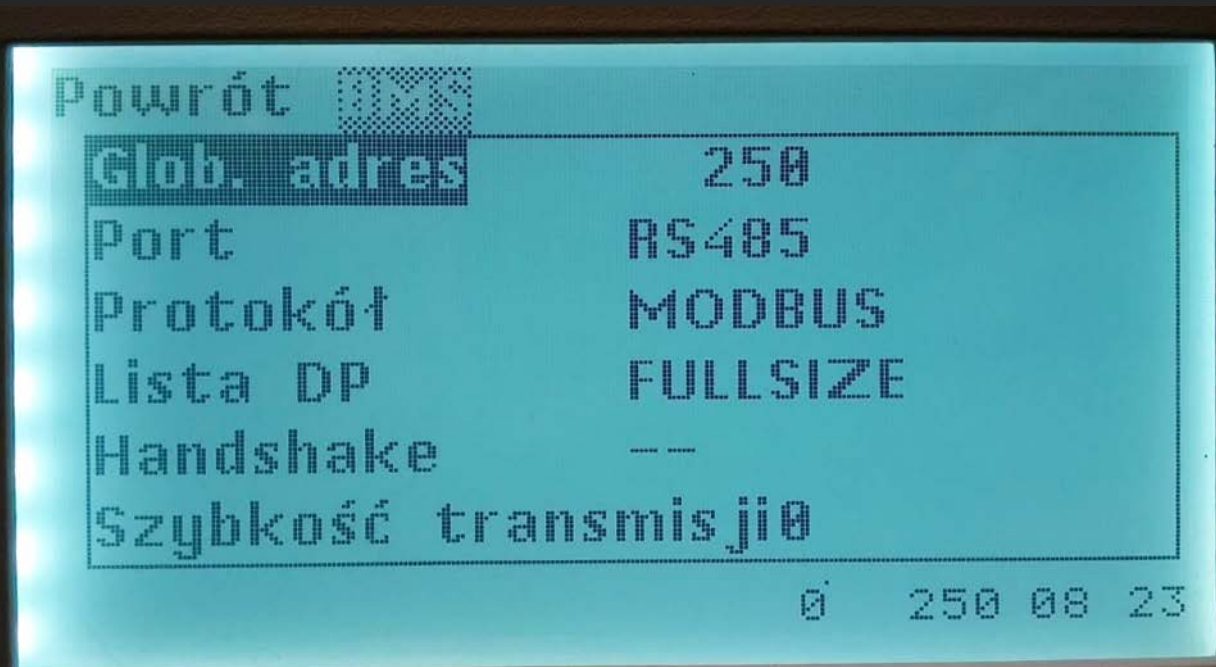 Powrót BMS
Glob. adres 250
Port RS485
Protokół MODBUS
Lista DP FULLSIZE
Handshake --
Szybkość transmisji0
0 250 08 23